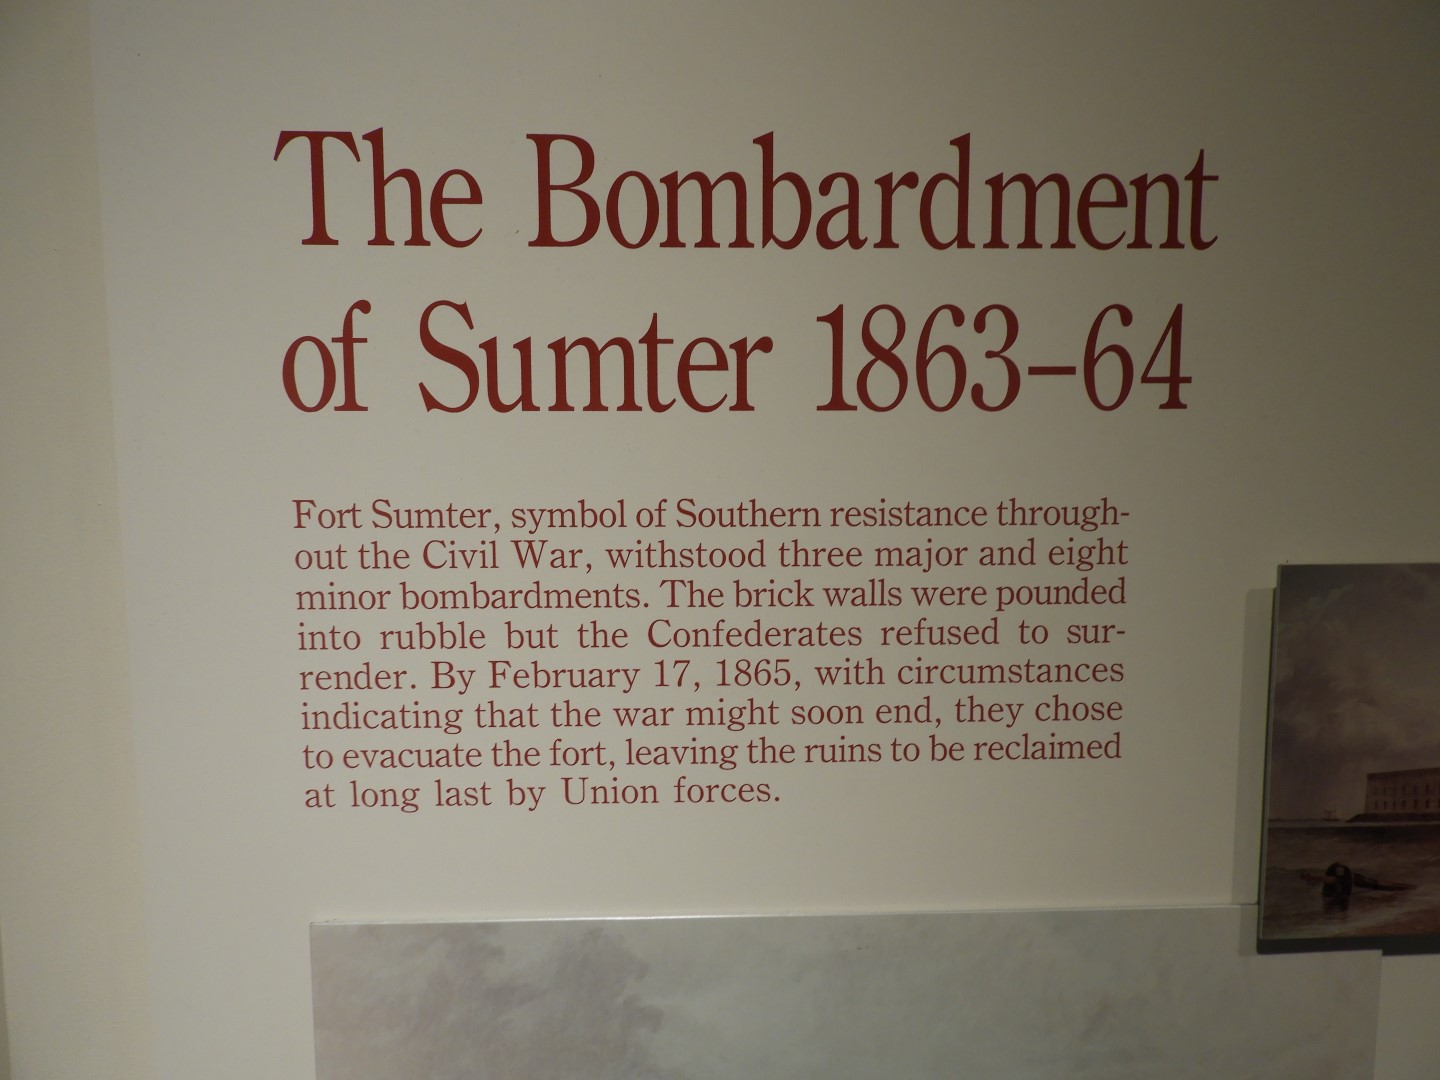 The Bombardment
of Sumter 1863–64
Fort Sumter, symbol of Southern resistance through-
out the Civil War, withstood three major and eight
minor bombardments. The brick walls were pounded
into rubble but the Confederates refused to sur-
render. By February 17, 1865, with circumstances
indicating that the war might soon end, they chose
to evacuate the fort, leaving the ruins to be reclaimed
at long last by Union forces.